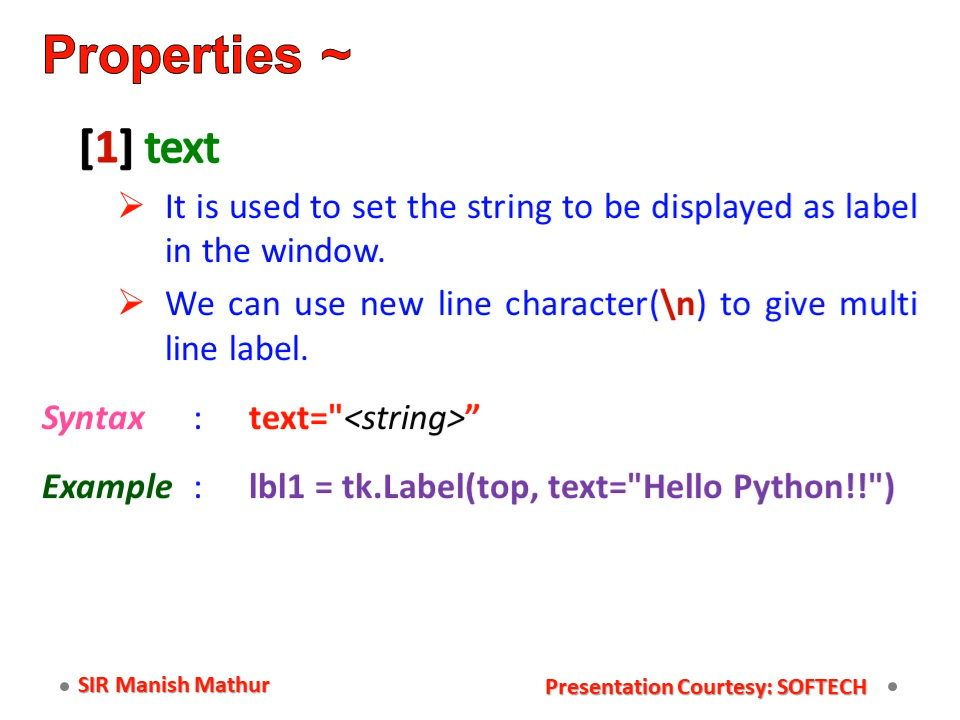 Properties ~
[1] text
➢ It is used to set the string to be displayed as label
in the window.
➢ We can use new line character(\n) to give multi
line label.
Syntax : text="<string>”
Example : lbl1 = tk.Label(top, text="Hello Python!!")
• SIR Manish Mathur
Presentation Courtesy: SOFTECH •